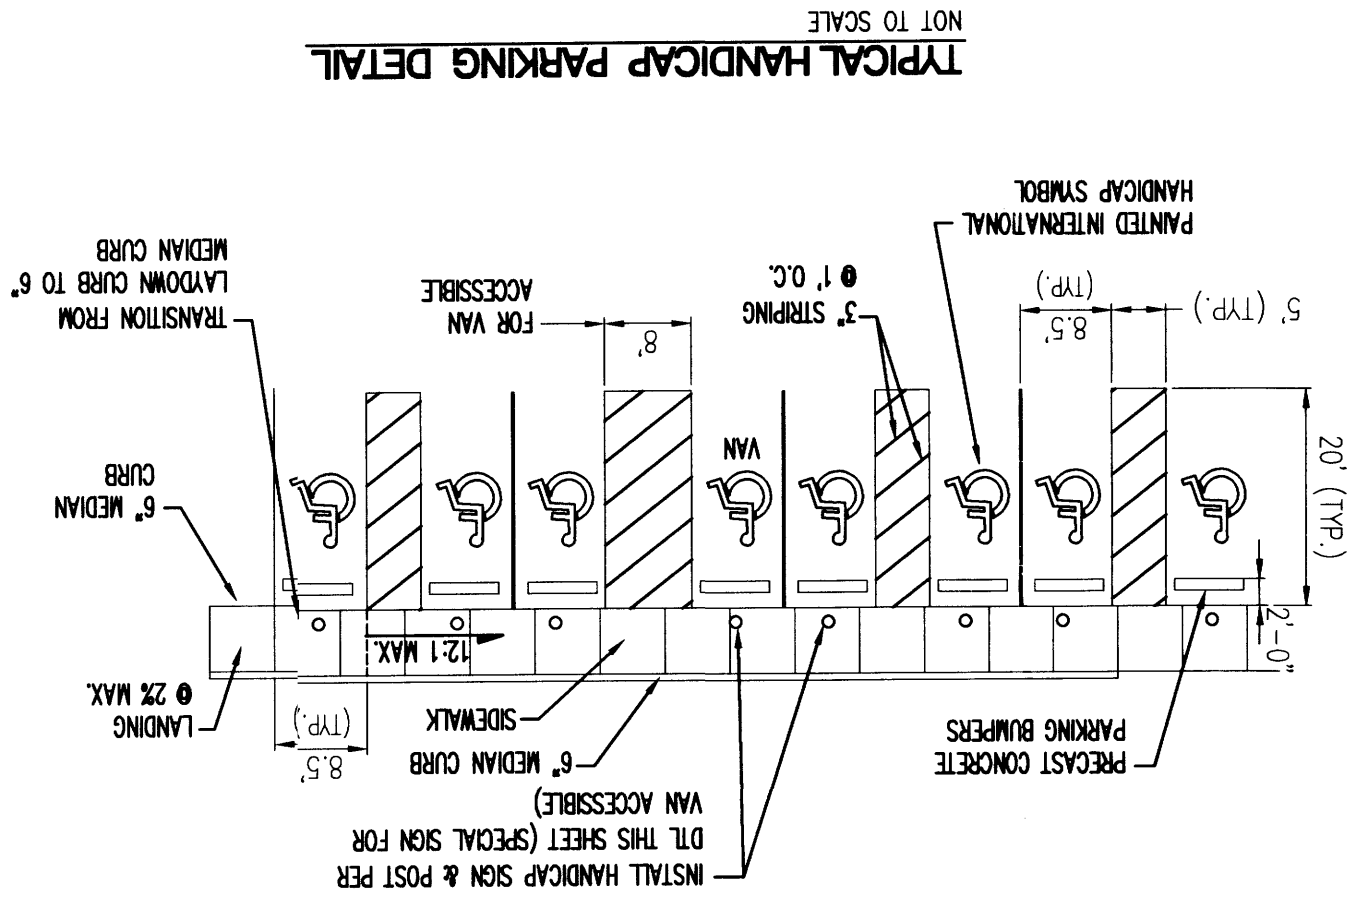 INSTALL HANDICAP SIGN & POST PER
DTL THIS SHEET (SPECIAL SIGN FOR
VAN ACCESSIBLE)
PRECAST CONCRETE
PARKING BUMPERS
6" MEDIAN CURB
SIDEWALK
8.5'
(TYP.)
LANDING
@ 2% MAX.
2'-0"
12:1 MAX.
20' (TYP.)
VAN
6" MEDIAN
CURB
5' (TYP.)
8.5'
(TYP.)
3" STRIPING
@ 1' O.C.
8'
FOR VAN
ACCESSIBLE
TRANSITION FROM
LAYDOWN CURB TO 6"
MEDIAN CURB
PAINTED INTERNATIONAL
HANDICAP SYMBOL
TYPICAL HANDICAP PARKING DETAIL
NOT TO SCALE